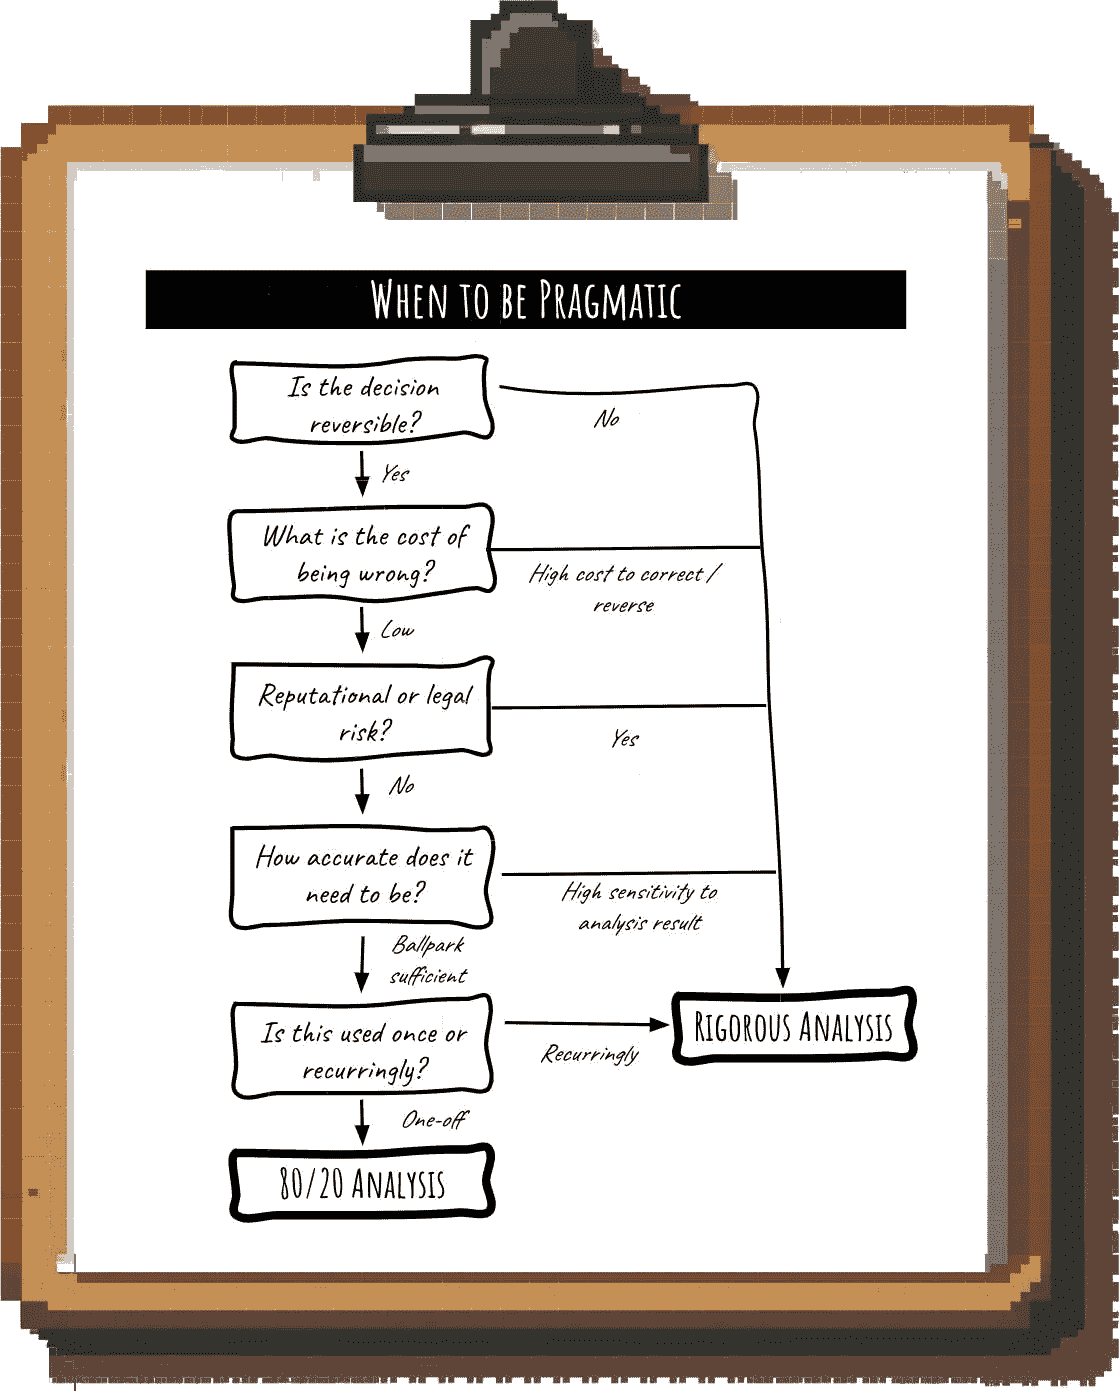 When to be Pragmatic
Is the decision
reversible?
No
Yes
What is the cost of
being wrong?
High cost to correct /
reverse
Low
Reputational or legal
risk?
Yes
No
How accurate does it
need to be?
High sensitivity to
analysis result
Ballpark
sufficient
Is this used once or
recurringly?
Rigorous Analysis
Recurringly
One-off
80/20 Analysis